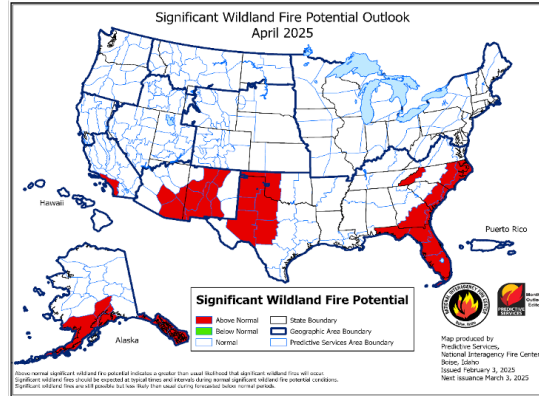 Significant Wildland Fire Potential Outlook
April 2025
Hawaii
Puerto Rico
Alaska
Significant Wildland Fire Potential
Above Normal
Below Normal
Normal
State Boundary
Geographic Area Boundary
Predictive Services Area Boundary
PREDICTIVE
SERVICES
Map produced by
Predictive Services,
National Interagency Fire Center
Boise, Idaho
Issued February 3, 2025
Next issuance March 3, 2025
Above normal significant wildland fire potential indicates a greater than usual likelihood that significant wildland fires will occur.
Significant wildland fires should be expected at typical times and intervals during normal significant wildland fire potential conditions.
Significant wildland fires are still possible but less likely than usual during forecasted below normal periods.